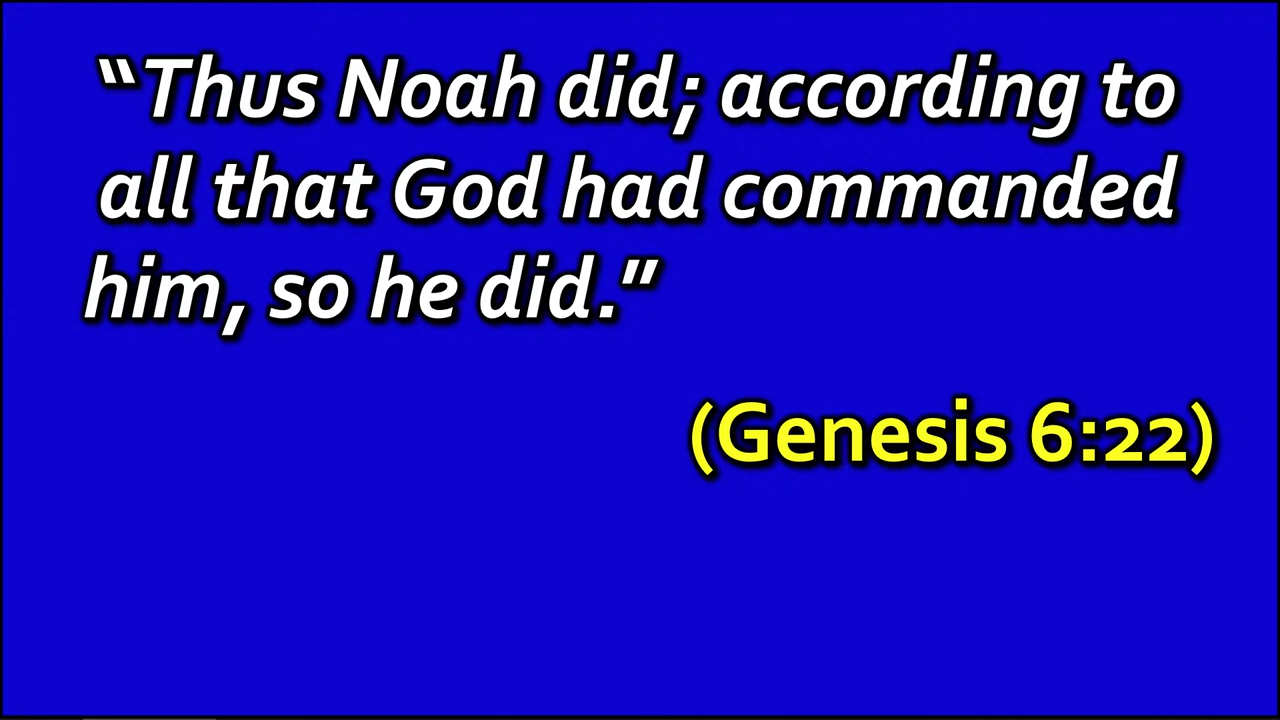 “Thus Noah did; according to
all that God had commanded
him, so he did.”
(Genesis 6:22)